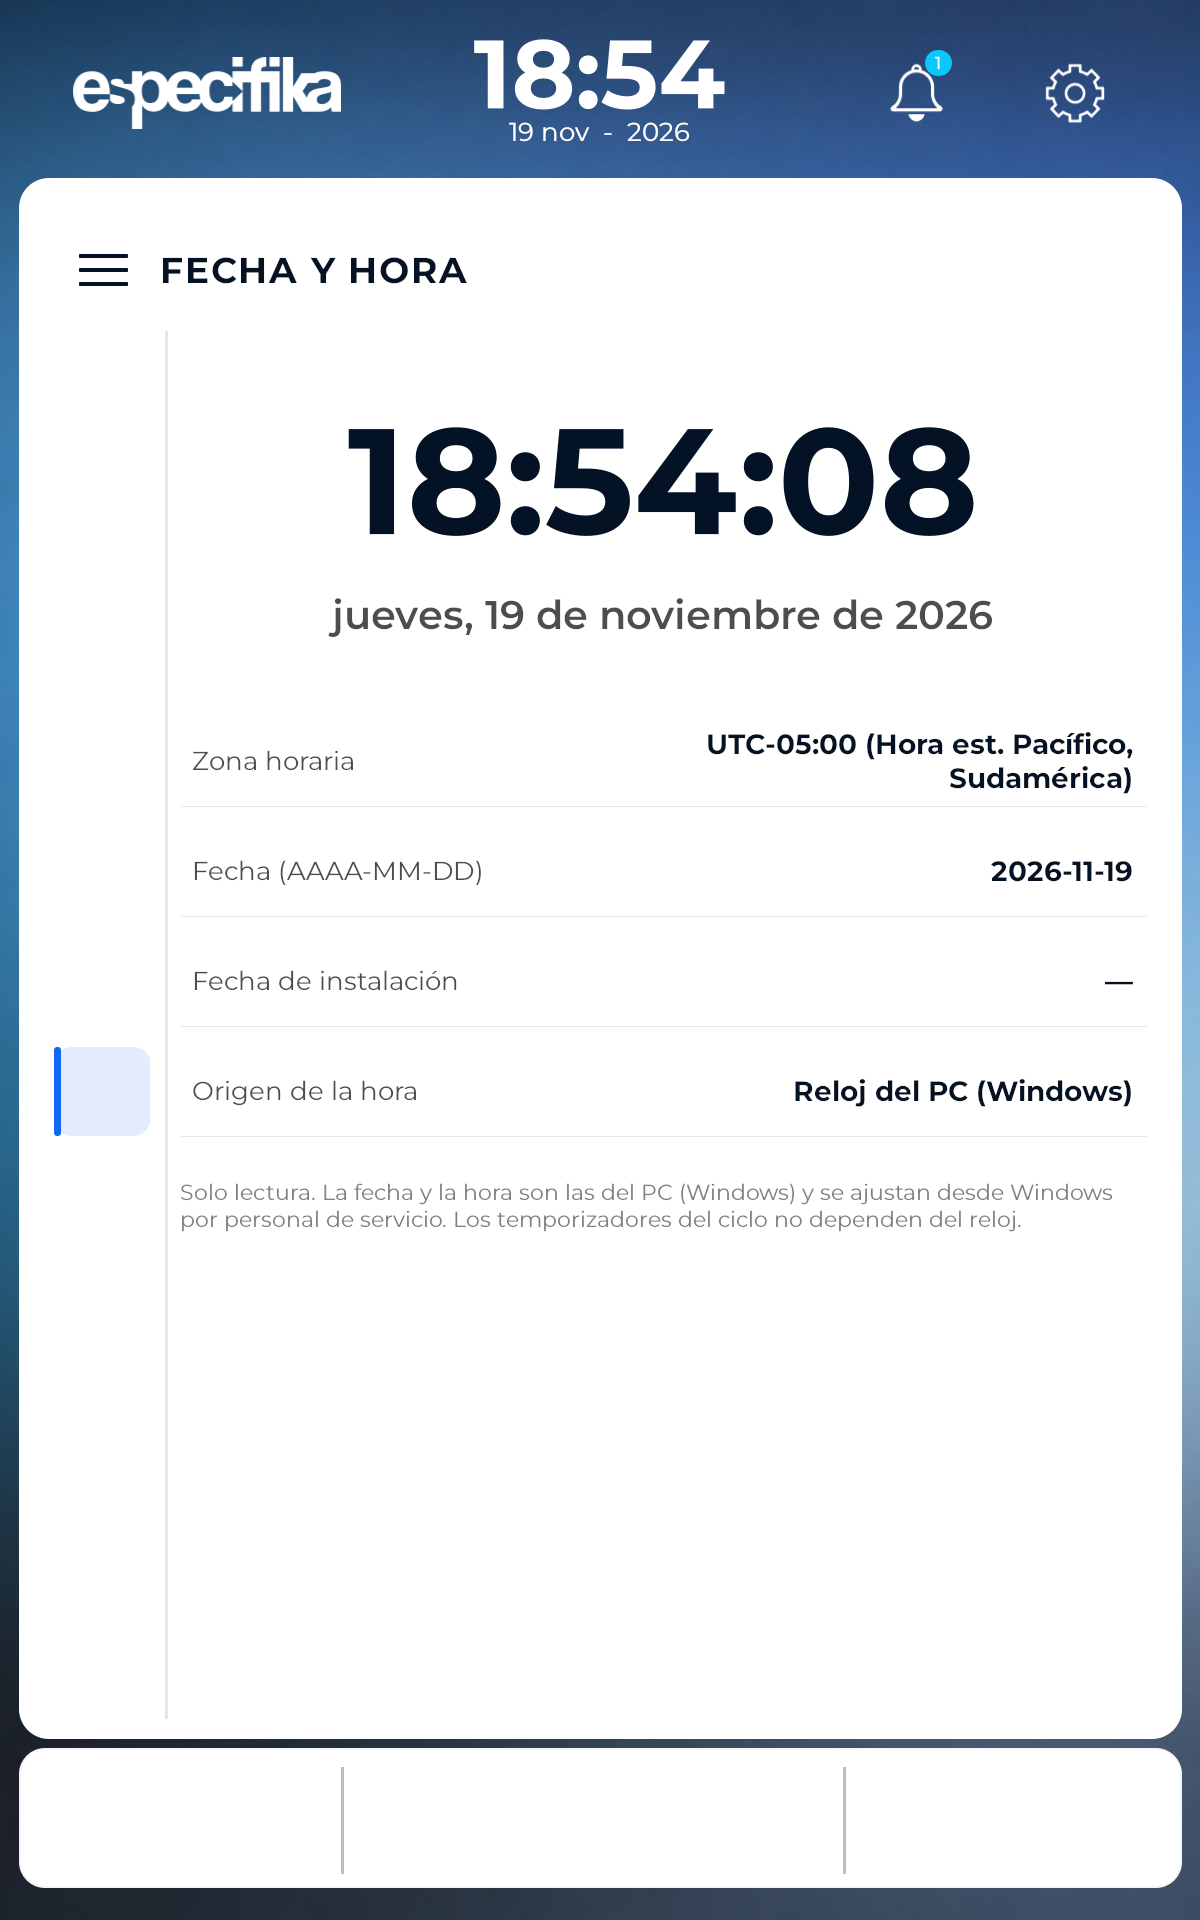 especifika
18:54
19 nov - 2026
1
FECHA Y HORA
18:54:08
jueves, 19 de noviembre de 2026
Zona horaria
UTC-05:00 (Hora est. Pacífico,
Sudamérica)
Fecha (AAAA-MM-DD)
2026-11-19
Fecha de instalación
—
Origen de la hora
Reloj del PC (Windows)
Solo lectura. La fecha y la hora son las del PC (Windows) y se ajustan desde Windows
por personal de servicio. Los temporizadores del ciclo no dependen del reloj.